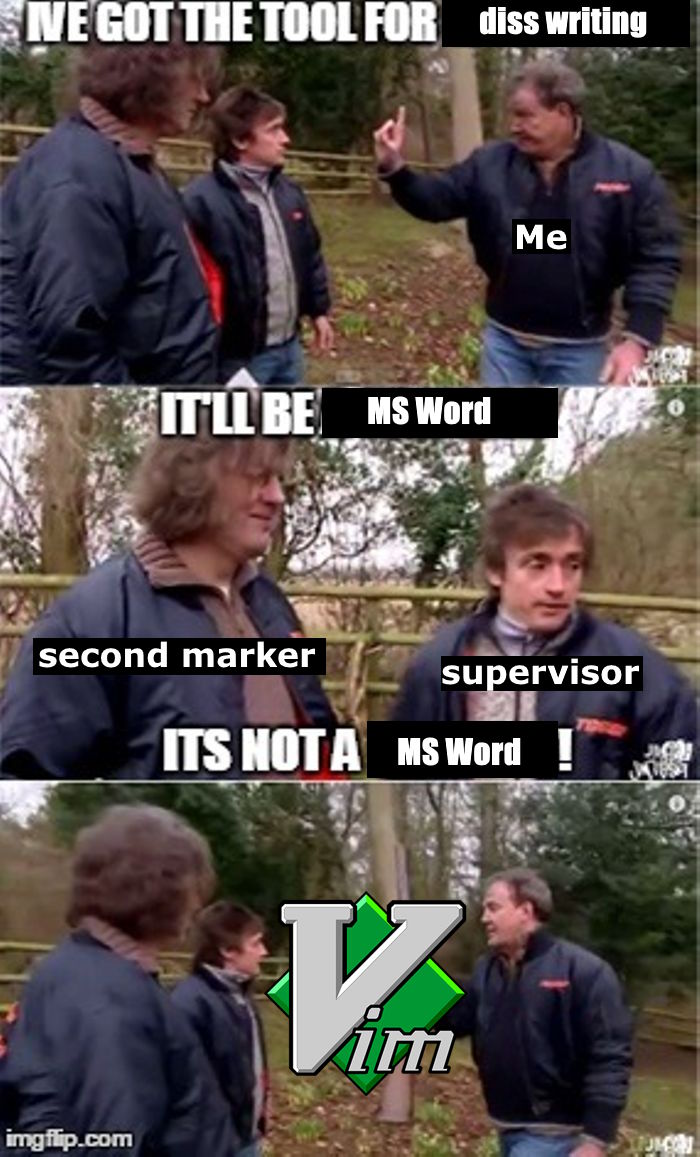 IVE GOT THE TOOL FOR diss writing
Me
IT'LL BE MS Word
second marker
supervisor
ITS NOT A MS Word !
Vim
imgflip.com